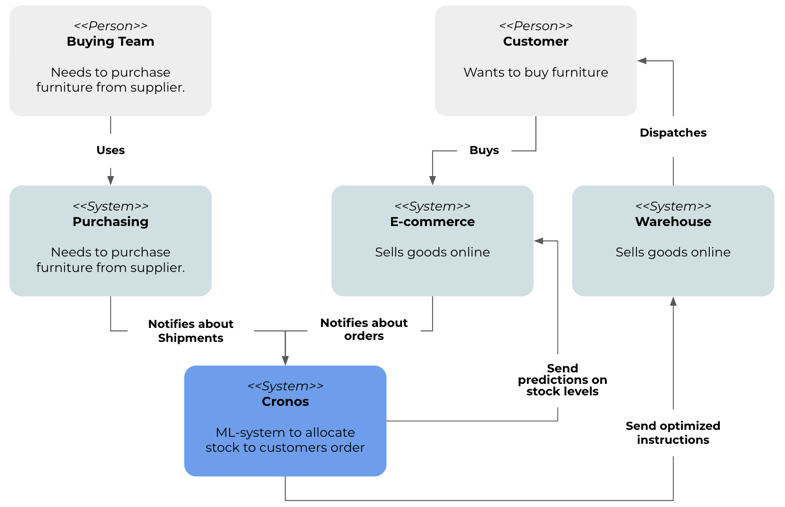 <<Person>>
Buying Team
Needs to purchase
furniture from supplier.
<<Person>>
Customer
Wants to buy furniture
Dispatches
Uses
Buys
<<System>>
Purchasing
Needs to purchase
furniture from supplier.
<<System>>
E-commerce
Sells goods online
<<System>>
Warehouse
Sells goods online
Notifies about
Shipments
Notifies about
orders
Send
predictions on
stock levels
<<System>>
Cronos
ML-system to allocate
stock to customers order
Send optimized
instructions